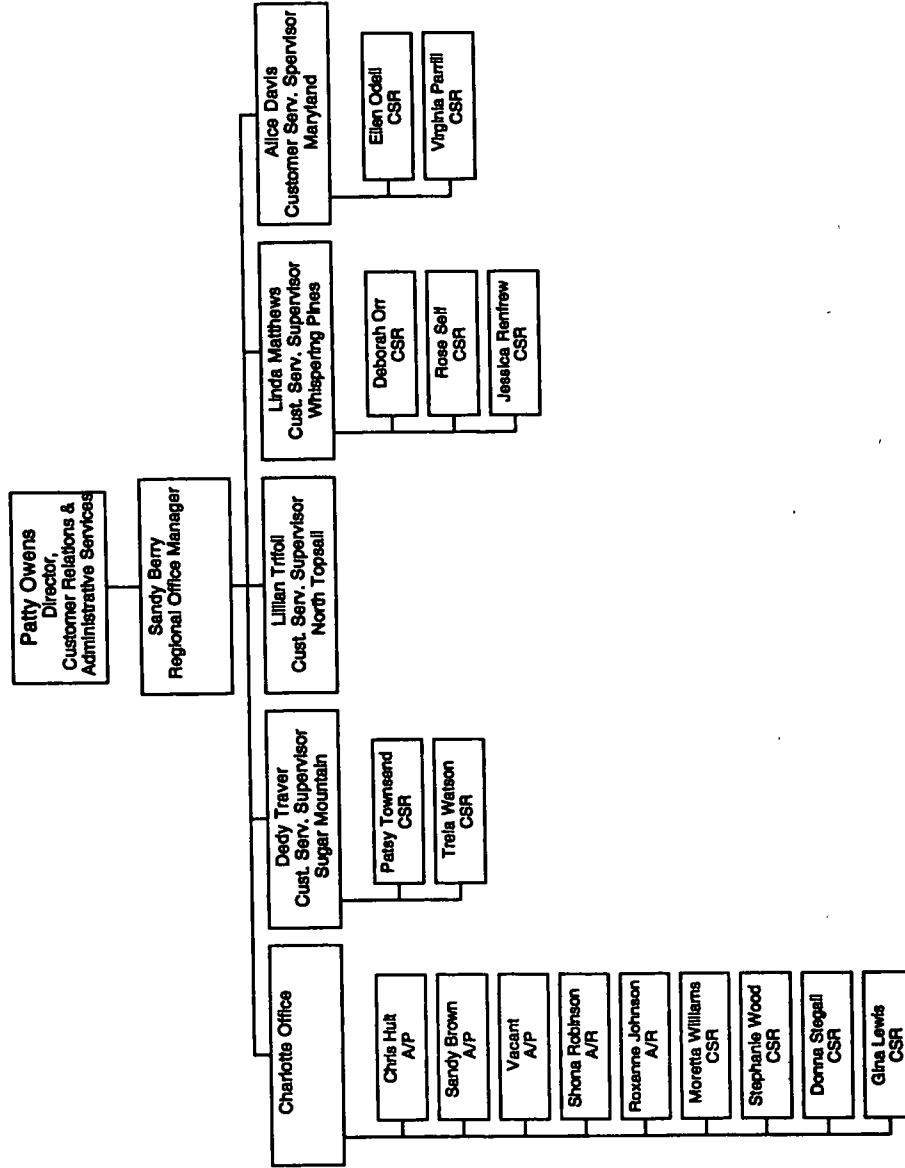 Patty Owens
Director,
Customer Relations &
Administrative Services
Sandy Berry
Regional Office Manager
Charlotte Office
Chris Hult
A/P
Sandy Brown
A/P
Vacant
A/P
Shona Robinson
A/R
Roxanne Johnson
A/R
Moretta Williams
CSR
Stephanie Wood
CSR
Donna Stegall
CSR
Gina Lewis
CSR
Dedy Traver
Cust. Serv. Supervisor
Sugar Mountain
Patsy Townsend
CSR
Trela Watson
CSR
Lillian Trifoli
Cust. Serv. Supervisor
North Topsail
Linda Matthews
Cust. Serv. Supervisor
Whispering Pines
Deborah Orr
CSR
Rose Self
CSR
Jessica Renfrew
CSR
Alice Davis
Customer Serv. Spervisor
Maryland
Ellen Odell
CSR
Virginia Parrill
CSR